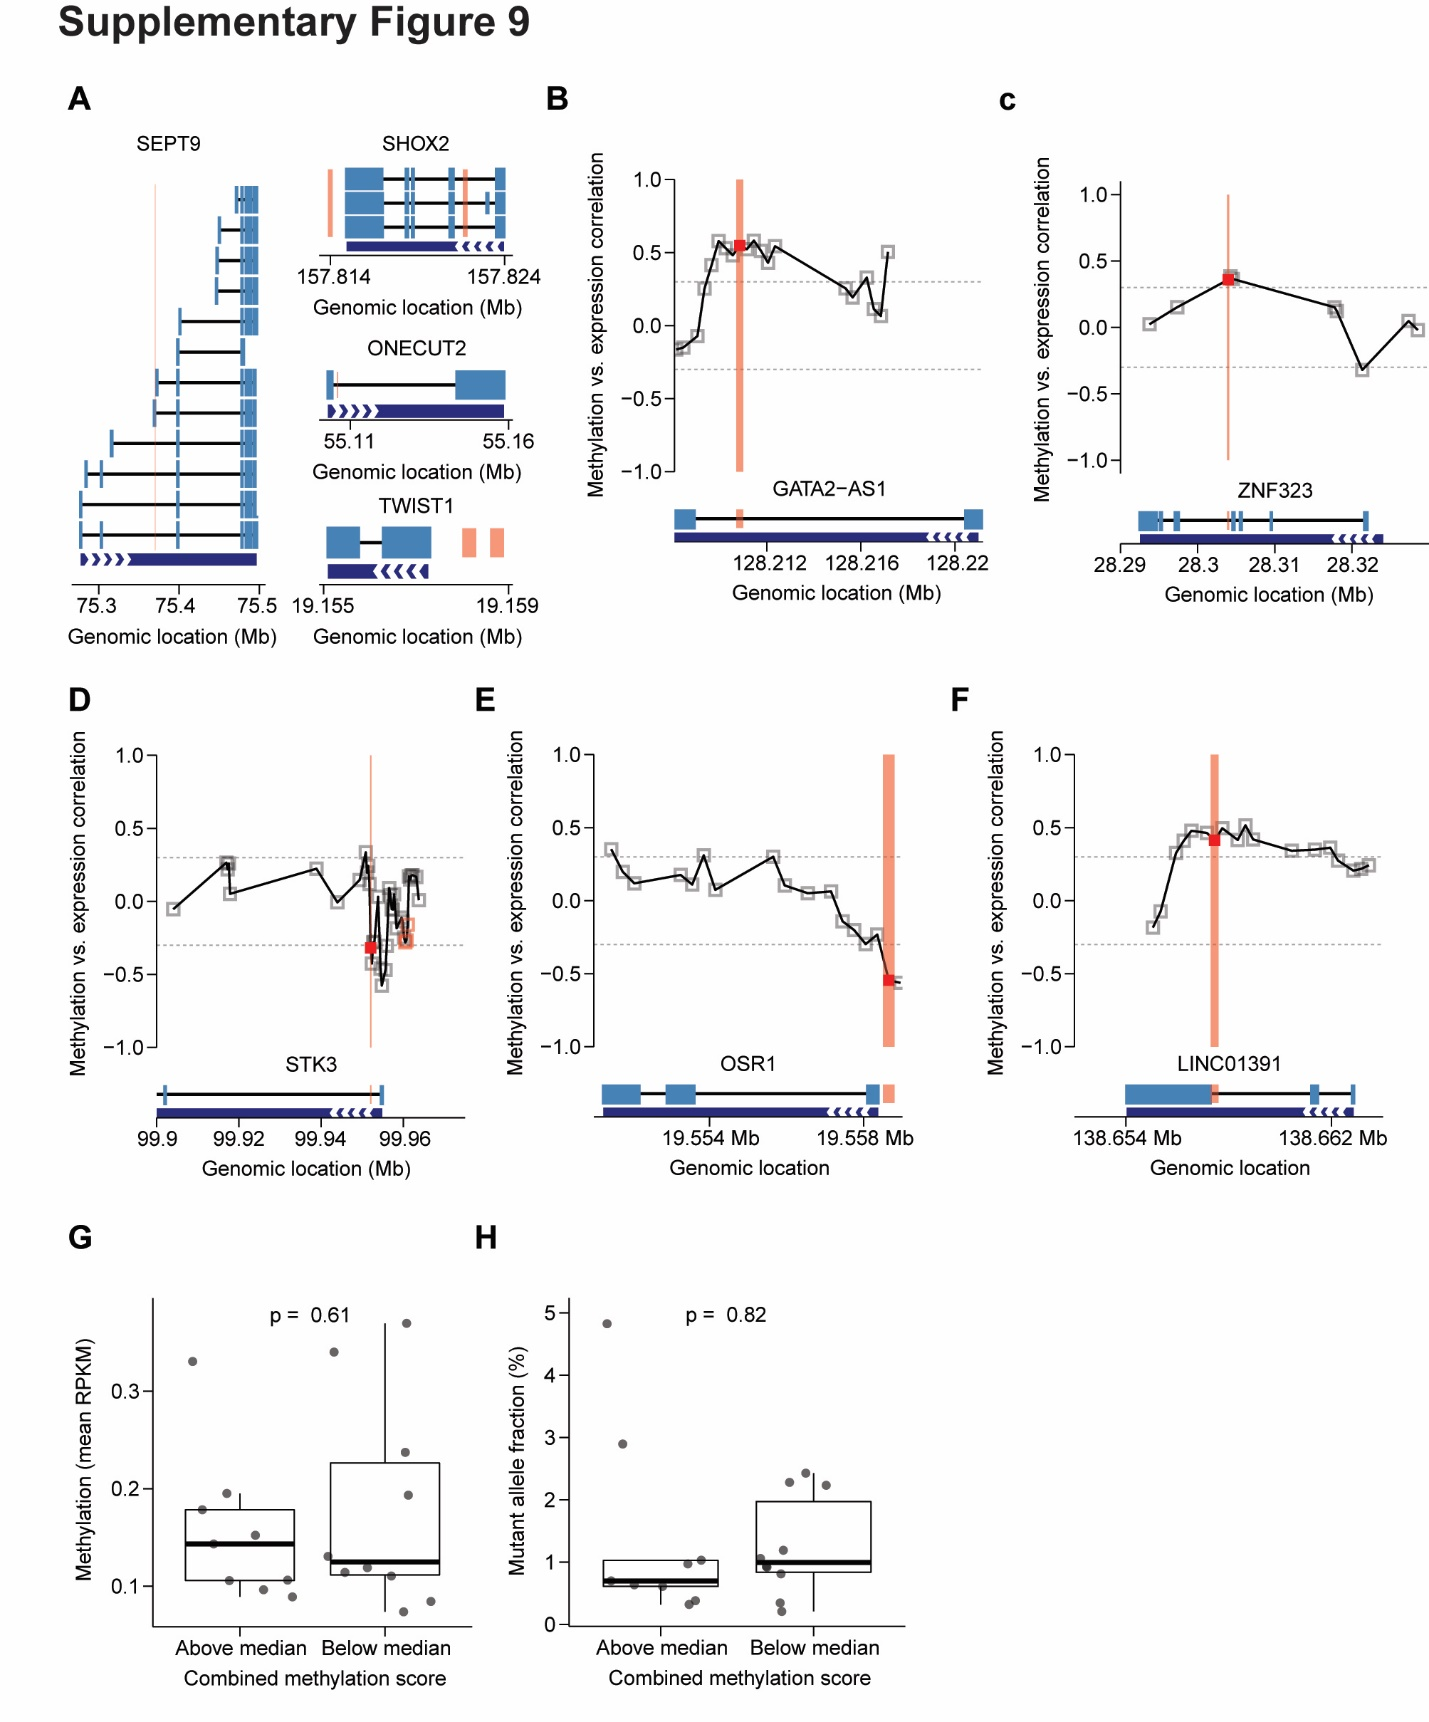 Supplementary Figure 9
A
SEPT9
75.3 75.4 75.5
Genomic location (Mb)
SHOX2
157.814 157.824
Genomic location (Mb)
ONECUT2
55.11 55.16
Genomic location (Mb)
TWIST1
19.155 19.159
Genomic location (Mb)
B
Methylation vs. expression correlation
1.0
0.5
0.0
−0.5
−1.0
GATA2−AS1
128.212 128.216 128.22
Genomic location (Mb)
c
Methylation vs. expression correlation
1.0
0.5
0.0
−0.5
−1.0
ZNF323
28.29 28.3 28.31 28.32
Genomic location (Mb)
D
Methylation vs. expression correlation
1.0
0.5
0.0
−0.5
−1.0
STK3
99.9 99.92 99.94 99.96
Genomic location (Mb)
E
Methylation vs. expression correlation
1.0
0.5
0.0
−0.5
−1.0
OSR1
19.554 Mb 19.558 Mb
Genomic location
F
Methylation vs. expression correlation
1.0
0.5
0.0
−0.5
−1.0
LINC01391
138.654 Mb 138.662 Mb
Genomic location
G
Methylation (mean RPKM)
p = 0.61
0.3
0.2
0.1
Above median Below median
Combined methylation score
H
Mutant allele fraction (%)
p = 0.82
5
4
3
2
1
0
Above median Below median
Combined methylation score